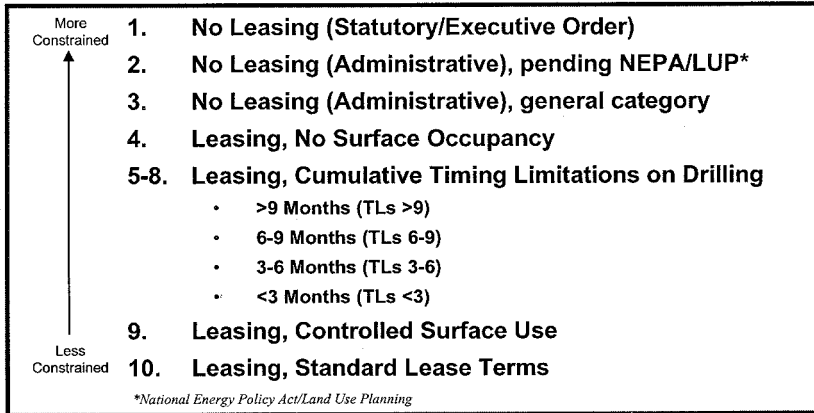 More
Constrained
1. No Leasing (Statutory/Executive Order)
2. No Leasing (Administrative), pending NEPA/LUP*
3. No Leasing (Administrative), general category
4. Leasing, No Surface Occupancy
5-8. Leasing, Cumulative Timing Limitations on Drilling
• >9 Months (TLs >9)
• 6-9 Months (TLs 6-9)
• 3-6 Months (TLs 3-6)
• <3 Months (TLs <3)
9. Leasing, Controlled Surface Use
Less
Constrained
10. Leasing, Standard Lease Terms
*National Energy Policy Act/Land Use Planning